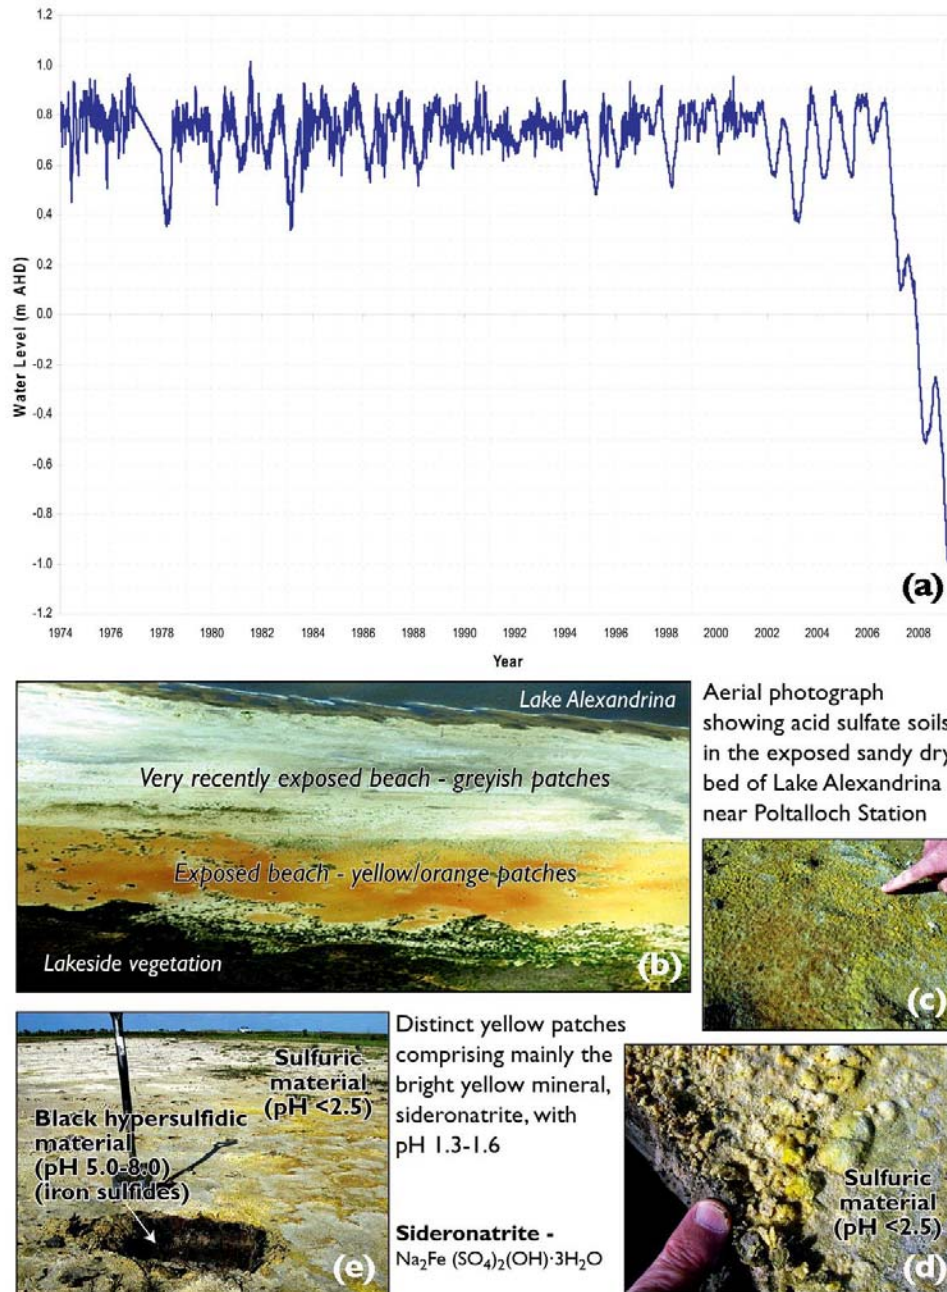 1.2
1.0
0.8
0.6
0.4
0.2
0.0
-0.2
-0.4
-0.6
-0.8
-1.0
-1.2
Water Level (m AHD)
(a)
1974 1976 1978 1980 1982 1984 1986 1988 1990 1992 1994 1996 1998 2000 2002 2004 2006 2008
Year
Lake Alexandrina
Very recently exposed beach - greyish patches
Exposed beach - yellow/orange patches
Lakeside vegetation
(b)
Aerial photograph
showing acid sulfate soils
in the exposed sandy dry
bed of Lake Alexandrina
near Poltalloch Station
(c)
Sulfuric
material
(pH <2.5)
Black hypersulfidic
material
(pH 5.0-8.0)
(iron sulfides)
(e)
Distinct yellow patches
comprising mainly the
bright yellow mineral,
sideronatrite, with
pH 1.3-1.6
Sideronatrite -
Na₂Fe (SO₄)₂(OH)·3H₂O
Sulfuric
material
(pH <2.5)
(d)